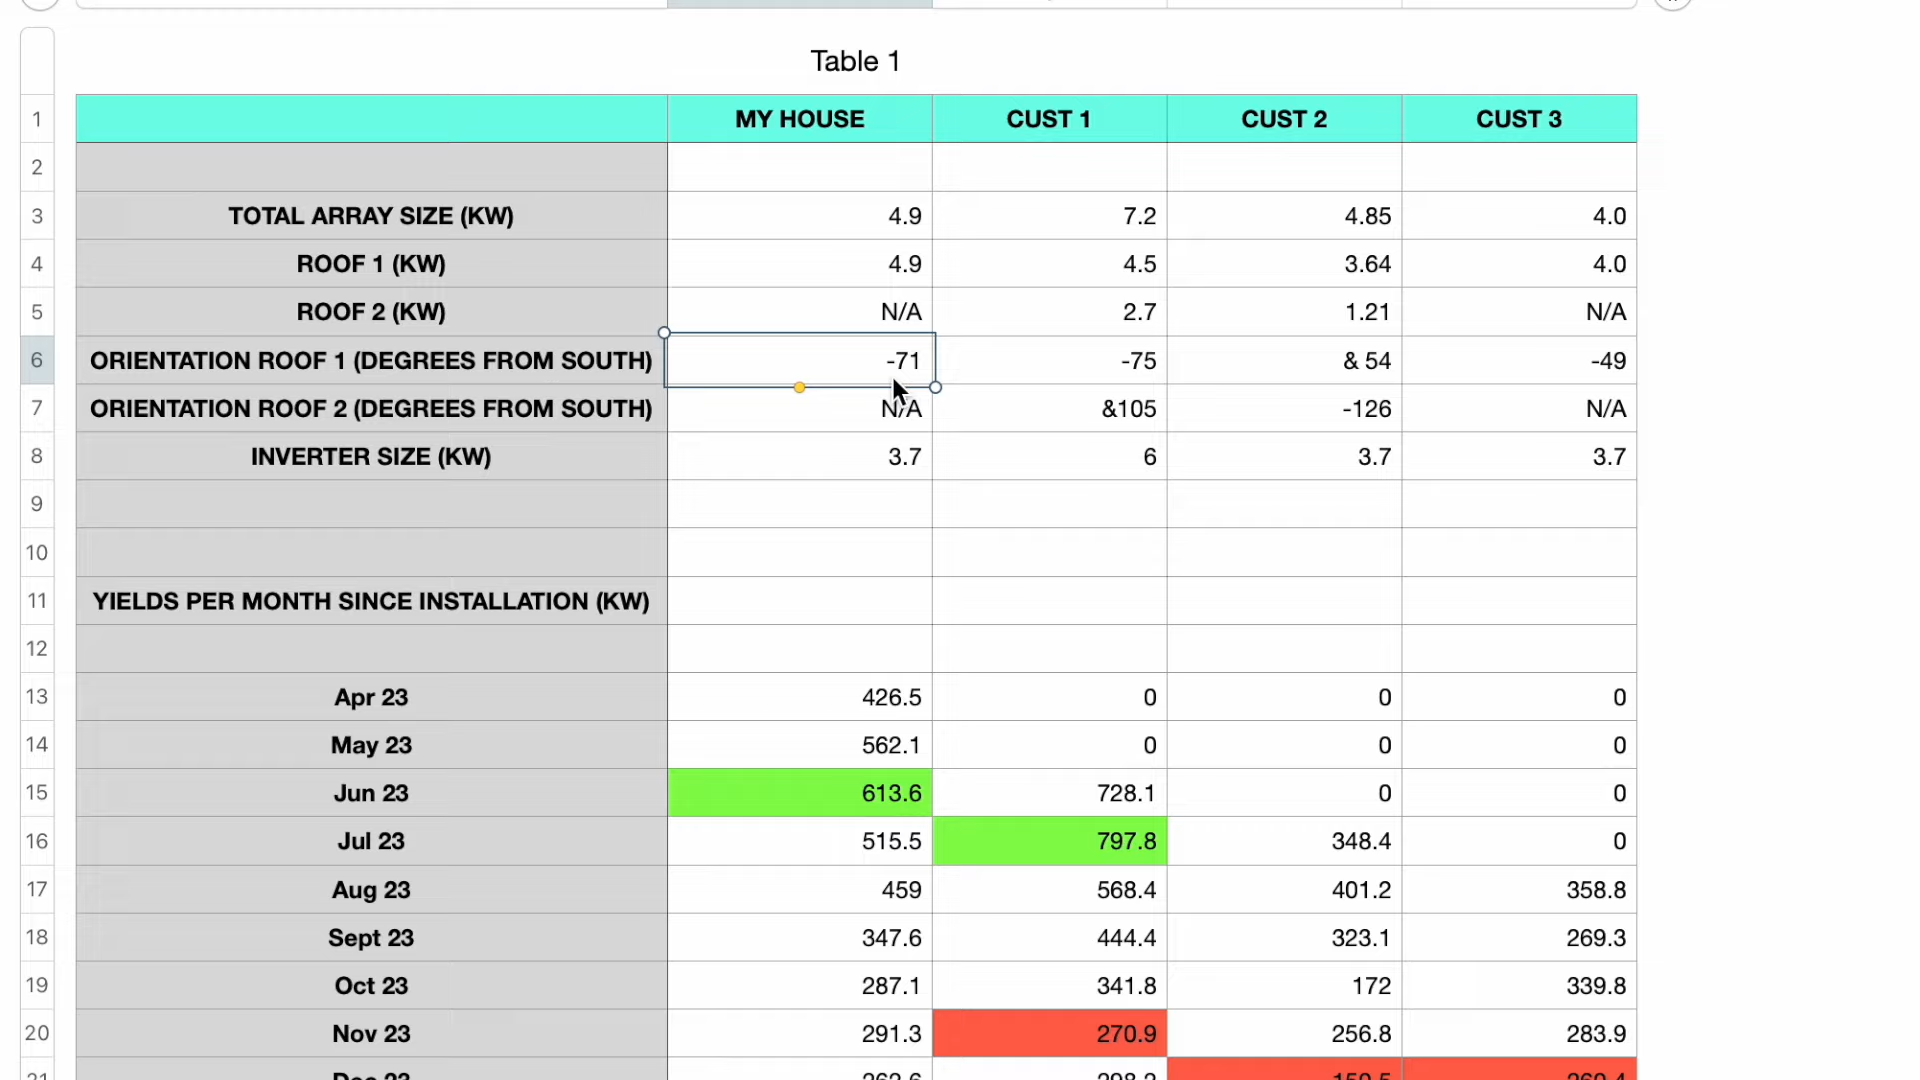 Table 1
1 MY HOUSE CUST 1 CUST 2 CUST 3
2
3 TOTAL ARRAY SIZE (KW) 4.9 7.2 4.85 4.0
4 ROOF 1 (KW) 4.9 4.5 3.64 4.0
5 ROOF 2 (KW) N/A 2.7 1.21 N/A
6 ORIENTATION ROOF 1 (DEGREES FROM SOUTH) -71 -75 & 54 -49
7 ORIENTATION ROOF 2 (DEGREES FROM SOUTH) N/A &105 -126 N/A
8 INVERTER SIZE (KW) 3.7 6 3.7 3.7
9
10
11 YIELDS PER MONTH SINCE INSTALLATION (KW)
12
13 Apr 23 426.5 0 0 0
14 May 23 562.1 0 0 0
15 Jun 23 613.6 728.1 0 0
16 Jul 23 515.5 797.8 348.4 0
17 Aug 23 459 568.4 401.2 358.8
18 Sept 23 347.6 444.4 323.1 269.3
19 Oct 23 287.1 341.8 172 339.8
20 Nov 23 291.3 270.9 256.8 283.9
21 Dec 23